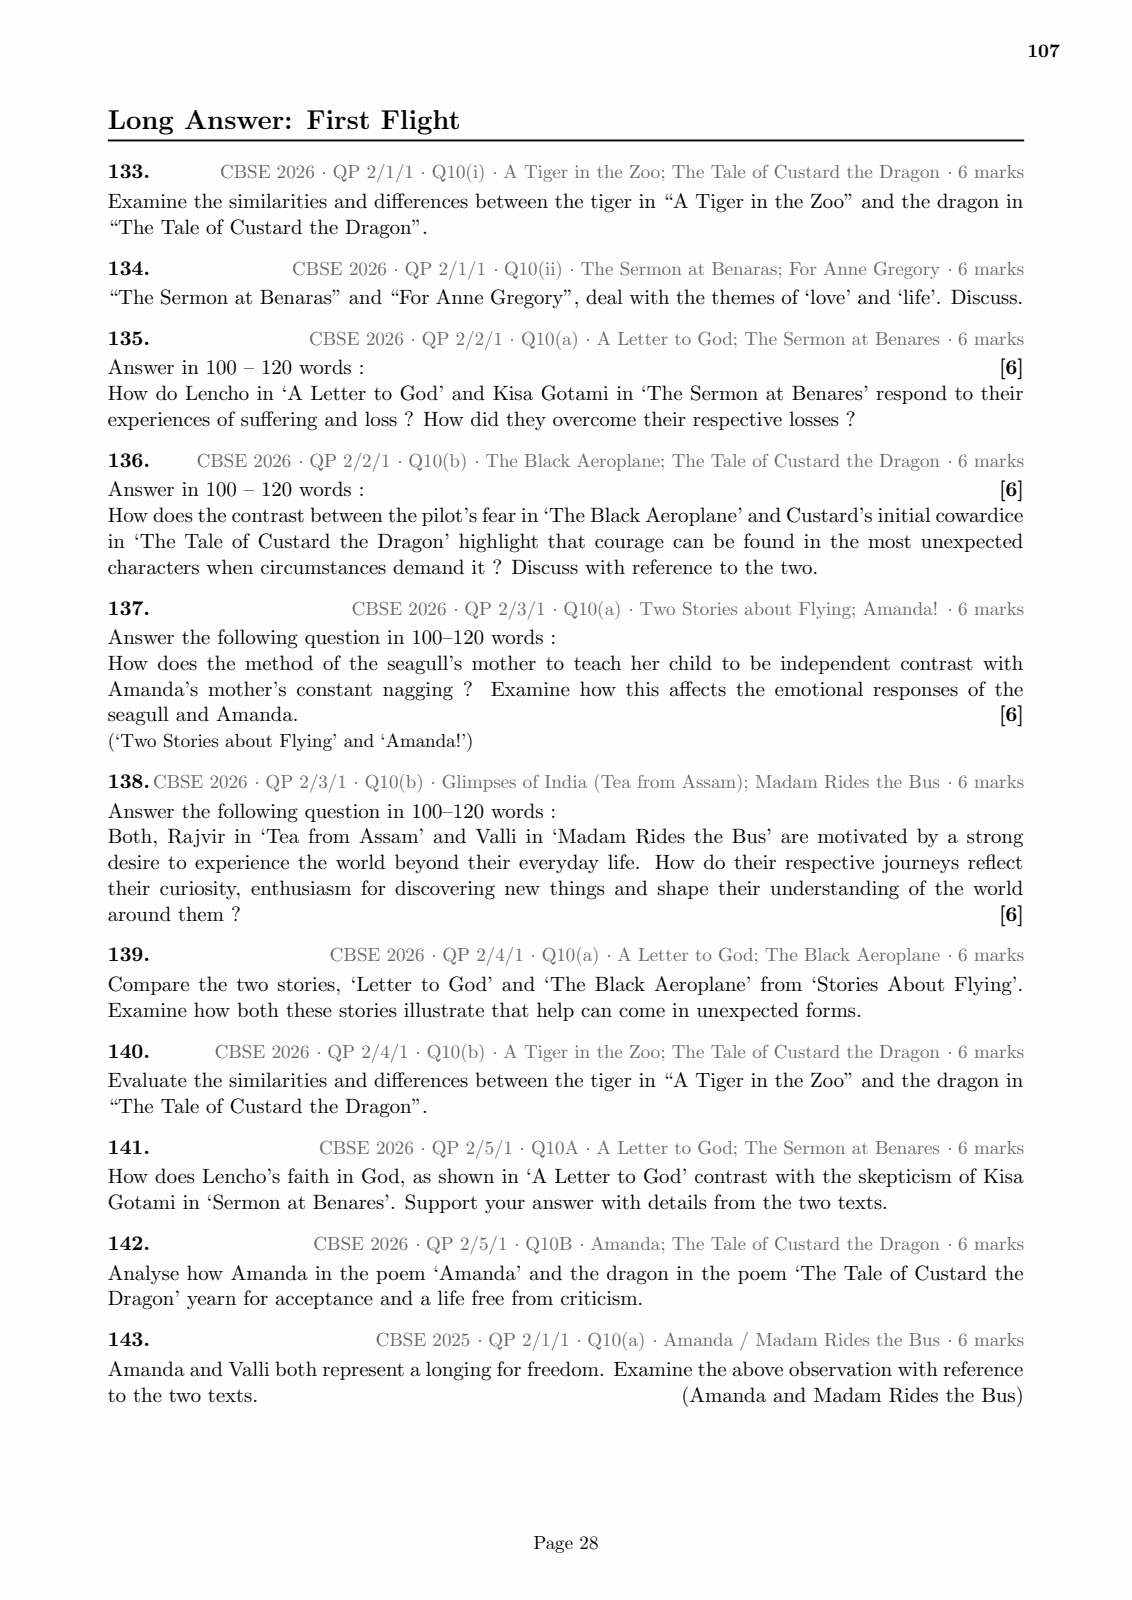 107
Long Answer: First Flight
133. CBSE 2026 · QP 2/1/1 · Q10(i) · A Tiger in the Zoo; The Tale of Custard the Dragon · 6 marks
Examine the similarities and differences between the tiger in “A Tiger in the Zoo” and the dragon in
“The Tale of Custard the Dragon”.
134. CBSE 2026 · QP 2/1/1 · Q10(ii) · The Sermon at Benaras; For Anne Gregory · 6 marks
“The Sermon at Benaras” and “For Anne Gregory”, deal with the themes of ‘love’ and ‘life’. Discuss.
135. CBSE 2026 · QP 2/2/1 · Q10(a) · A Letter to God; The Sermon at Benares · 6 marks
Answer in 100 – 120 words : [6]
How do Lencho in ‘A Letter to God’ and Kisa Gotami in ‘The Sermon at Benares’ respond to their
experiences of suffering and loss ? How did they overcome their respective losses ?
136. CBSE 2026 · QP 2/2/1 · Q10(b) · The Black Aeroplane; The Tale of Custard the Dragon · 6 marks
Answer in 100 – 120 words : [6]
How does the contrast between the pilot’s fear in ‘The Black Aeroplane’ and Custard’s initial cowardice
in ‘The Tale of Custard the Dragon’ highlight that courage can be found in the most unexpected
characters when circumstances demand it ? Discuss with reference to the two.
137. CBSE 2026 · QP 2/3/1 · Q10(a) · Two Stories about Flying; Amanda! · 6 marks
Answer the following question in 100–120 words :
How does the method of the seagull’s mother to teach her child to be independent contrast with
Amanda’s mother’s constant nagging ? Examine how this affects the emotional responses of the
seagull and Amanda. [6]
(‘Two Stories about Flying’ and ‘Amanda!’)
138. CBSE 2026 · QP 2/3/1 · Q10(b) · Glimpses of India (Tea from Assam); Madam Rides the Bus · 6 marks
Answer the following question in 100–120 words :
Both, Rajvir in ‘Tea from Assam’ and Valli in ‘Madam Rides the Bus’ are motivated by a strong
desire to experience the world beyond their everyday life. How do their respective journeys reflect
their curiosity, enthusiasm for discovering new things and shape their understanding of the world
around them ? [6]
139. CBSE 2026 · QP 2/4/1 · Q10(a) · A Letter to God; The Black Aeroplane · 6 marks
Compare the two stories, ‘Letter to God’ and ‘The Black Aeroplane’ from ‘Stories About Flying’.
Examine how both these stories illustrate that help can come in unexpected forms.
140. CBSE 2026 · QP 2/4/1 · Q10(b) · A Tiger in the Zoo; The Tale of Custard the Dragon · 6 marks
Evaluate the similarities and differences between the tiger in “A Tiger in the Zoo” and the dragon in
“The Tale of Custard the Dragon”.
141. CBSE 2026 · QP 2/5/1 · Q10A · A Letter to God; The Sermon at Benares · 6 marks
How does Lencho’s faith in God, as shown in ‘A Letter to God’ contrast with the skepticism of Kisa
Gotami in ‘Sermon at Benares’. Support your answer with details from the two texts.
142. CBSE 2026 · QP 2/5/1 · Q10B · Amanda; The Tale of Custard the Dragon · 6 marks
Analyse how Amanda in the poem ‘Amanda’ and the dragon in the poem ‘The Tale of Custard the
Dragon’ yearn for acceptance and a life free from criticism.
143. CBSE 2025 · QP 2/1/1 · Q10(a) · Amanda / Madam Rides the Bus · 6 marks
Amanda and Valli both represent a longing for freedom. Examine the above observation with reference
to the two texts. (Amanda and Madam Rides the Bus)
Page 28